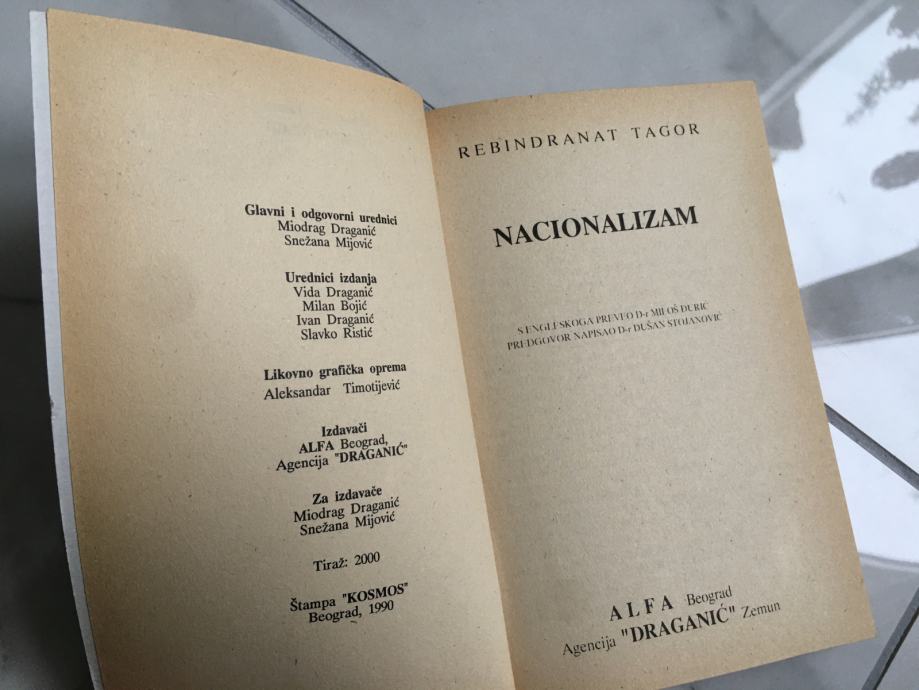 Glavni i odgovorni urednici
Miodrag Draganić
Snežana Mijović
Urednici izdanja
Vida Draganić
Milan Bojić
Ivan Draganić
Slavko Ristić
Likovno grafička oprema
Aleksandar Timotijević
Izdavači
ALFA Beograd,
Agencija "DRAGANIĆ"
Za izdavače
Miodrag Draganić
Snežana Mijović
Tiraž: 2000
Štampa "KOSMOS"
Beograd, 1990
REBINDRANAT TAGOR
NACIONALIZAM
S ENGLESKOGA PREVEO D-r MILOŠ ĐURIĆ
PREDGOVOR NAPISAO D-r DUŠAN STOJANOVIĆ
ALFA Beograd
Agencija "DRAGANIĆ" Zemun